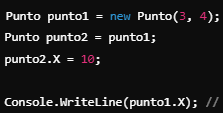 Punto punto1 = new Punto(3, 4);
Punto punto2 = punto1;
punto2.X = 10;
Console.WriteLine(punto1.X); //